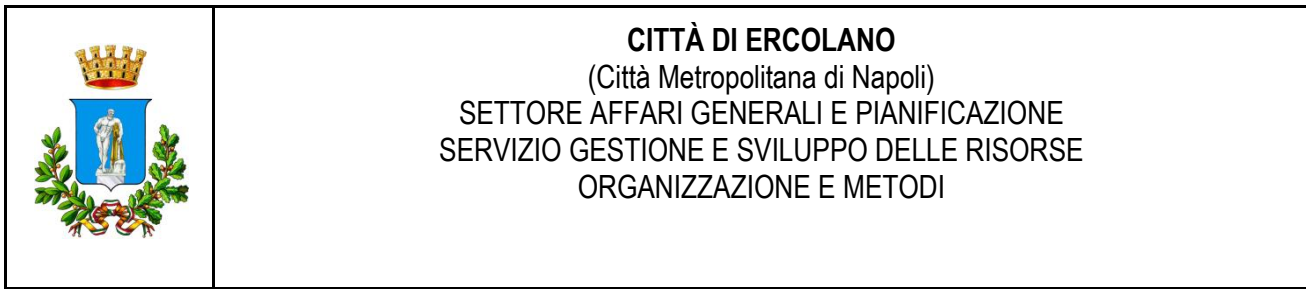 CITTÀ DI ERCOLANO
(Città Metropolitana di Napoli)
SETTORE AFFARI GENERALI E PIANIFICAZIONE
SERVIZIO GESTIONE E SVILUPPO DELLE RISORSE
ORGANIZZAZIONE E METODI